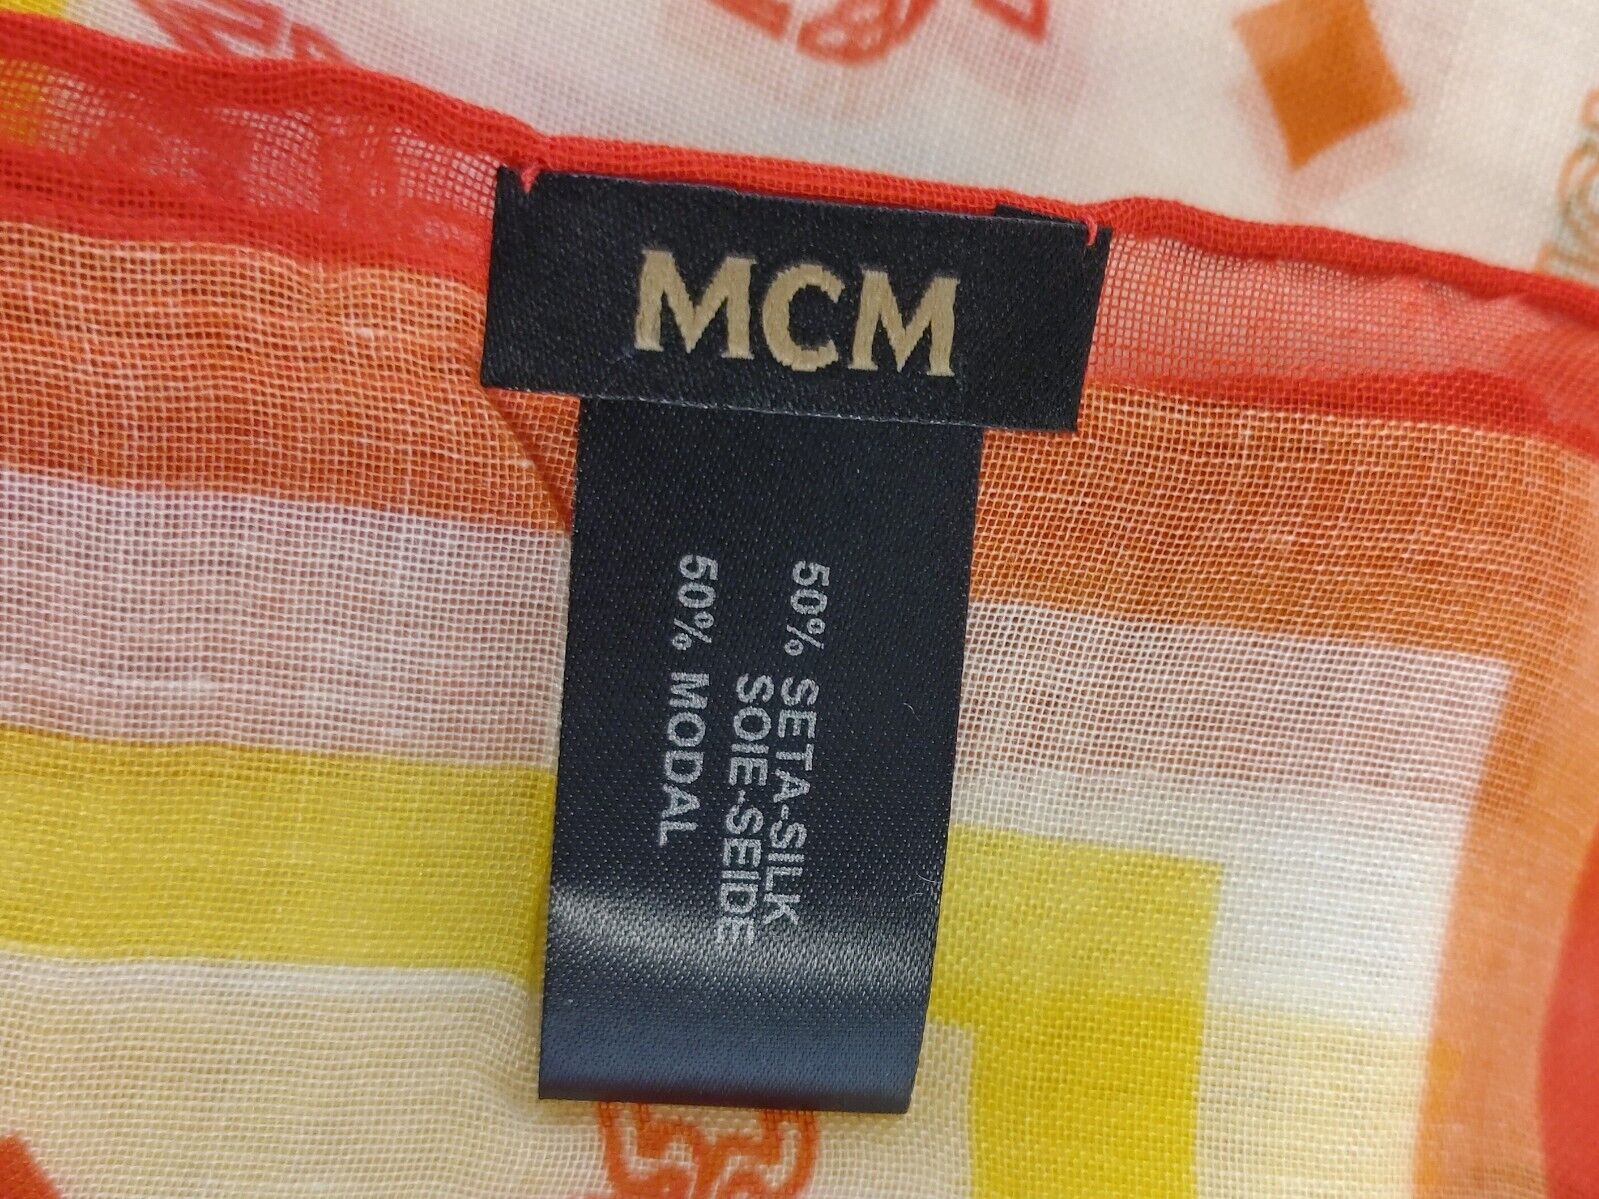 MCM
50% SETA-SILK
SOIE-SEIDE
50% MODAL